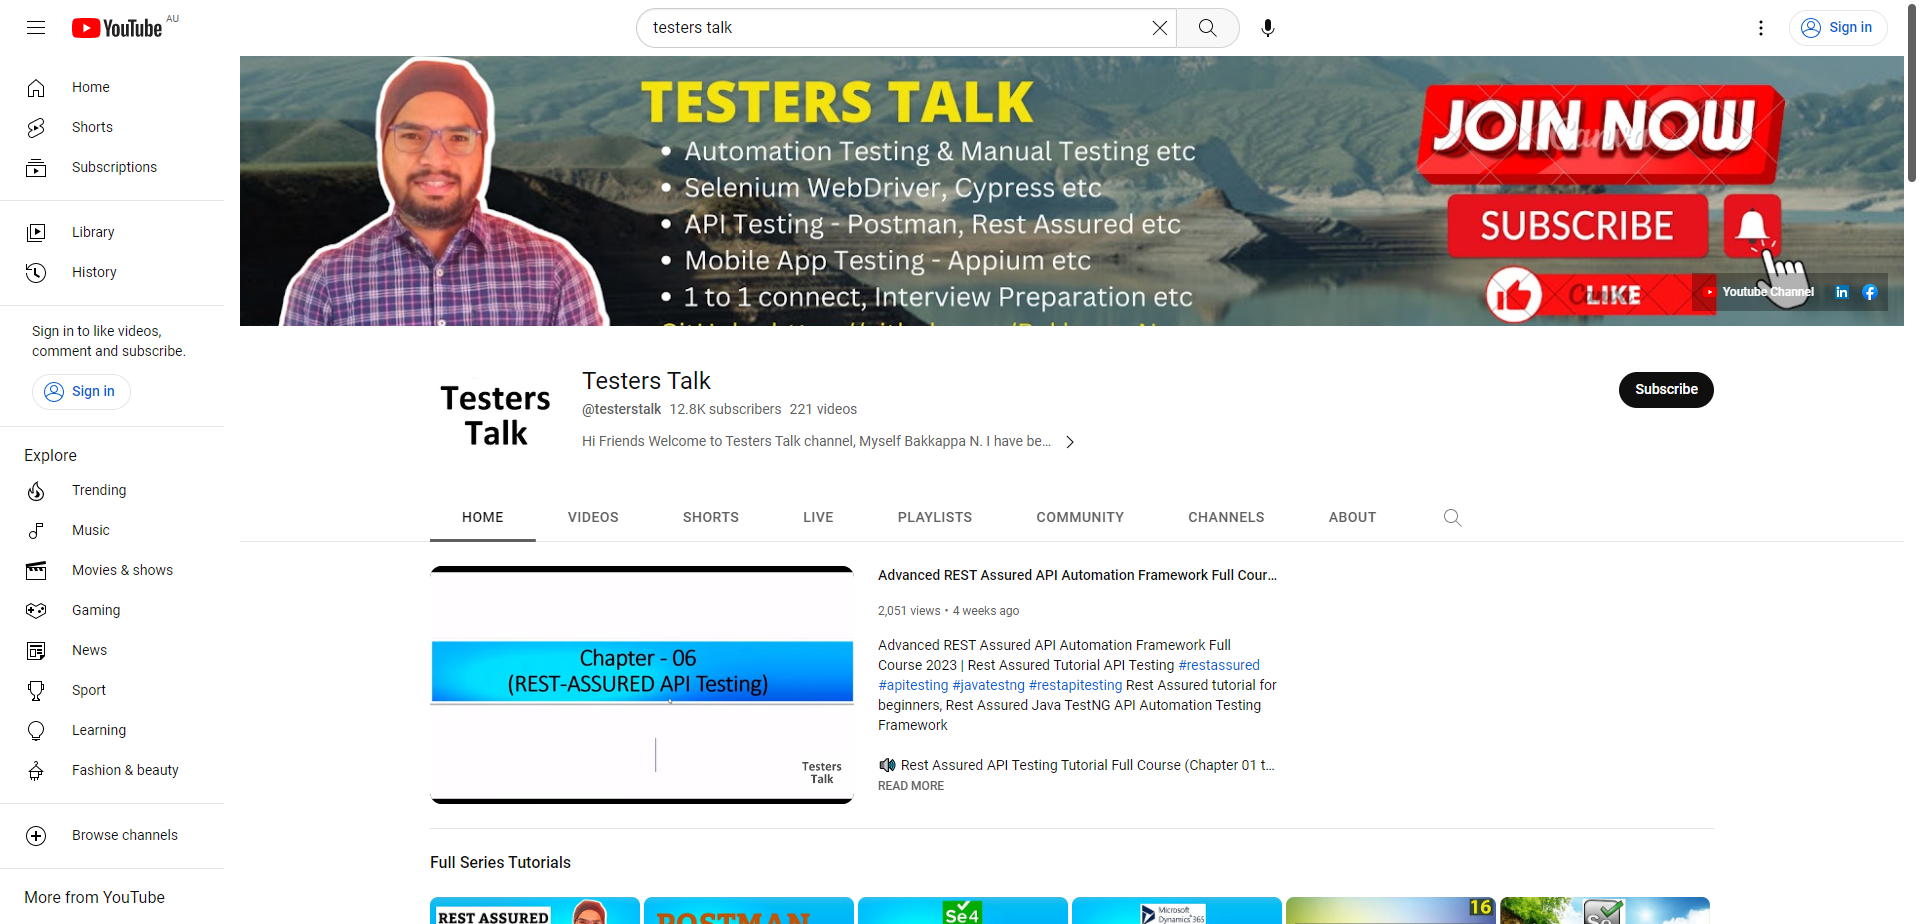 YouTube AU
testers talk
Sign in
Home
Shorts
Subscriptions
Library
History
Sign in to like videos,
comment and subscribe.
Sign in
Explore
Trending
Music
Movies & shows
Gaming
News
Sport
Learning
Fashion & beauty
Browse channels
More from YouTube
TESTERS TALK
• Automation Testing & Manual Testing etc
• Selenium WebDriver, Cypress etc
• API Testing - Postman, Rest Assured etc
• Mobile App Testing - Appium etc
• 1 to 1 connect, Interview Preparation etc
JOIN NOW
Canva
SUBSCRIBE
LIKE
Youtube Channel
in
Testers
Talk
Testers Talk
@testerstalk 12.8K subscribers 221 videos
Hi Friends Welcome to Testers Talk channel, Myself Bakkappa N. I have be...
Subscribe
HOME VIDEOS SHORTS LIVE PLAYLISTS COMMUNITY CHANNELS ABOUT
Chapter - 06
(REST-ASSURED API Testing)
Testers
Talk
Advanced REST Assured API Automation Framework Full Cour...
2,051 views • 4 weeks ago
Advanced REST Assured API Automation Framework Full
Course 2023 | Rest Assured Tutorial API Testing #restassured
#apitesting #javatestng #restapitesting Rest Assured tutorial for
beginners, Rest Assured Java TestNG API Automation Testing
Framework
Rest Assured API Testing Tutorial Full Course (Chapter 01 t...
READ MORE
Full Series Tutorials
REST ASSURED
POSTMAN
Se4
Microsoft
Dynamics 365
16
Se